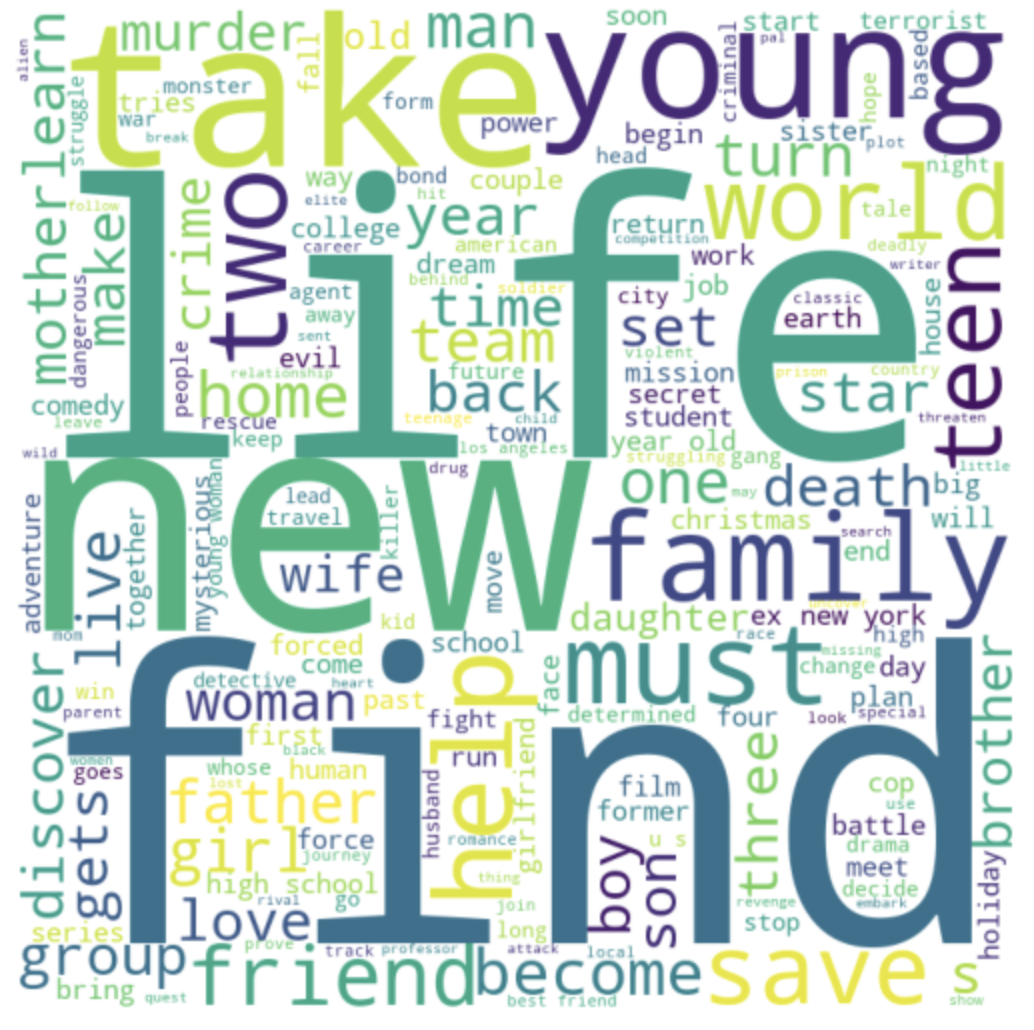 take
young
life
new
find
alien
motherlearn
struggle
murder
monster
tries
war
break
fall
old
form
man
power
bond
soon
begin
head
start
criminal
pal
terrorist
sister
plot
hope
based
turn
night
world
tale
deadly
writer
follow
make
dangerous
crime
two
people
way
elite
hit
couple
college
career
year
american
behind
agent
away
sent
dream
soldier
time
evil
relationship
home
rescue
keep
team
future
back
teenage
child
town
los angeles
return
competition
work
city
job
set
violent
mission
secret
student
year old
struggling
gang
classic
earth
prison
country
star
house
teen
threaten
little
comedy
leave
wild
drug
one
may
death
big
will
christmas
search
end
family
adventure
live
together
mysterious
young woman
lead
travel
killer
wife
move
mom
kid
forced
come
school
daughter
ex
uncover
new york
race
missing
high
change
day
discover
win
parent
women
goes
gets
detective
heart
woman
past
first
black
whose
human
lost
father
girl
force
journey
high school
rival
go
love
series
fight
run
husband
romance
help
thing
join
long
girlfriend
face
must
determined
four
look
special
plan
brother
film
former
u s
boy
son
three
cop
use
battle
drama
meet
decide
embark
revenge
stop
holiday
group
bring
quest
prove
friend
track
professor
attack
become
best friend
local
save
s
show